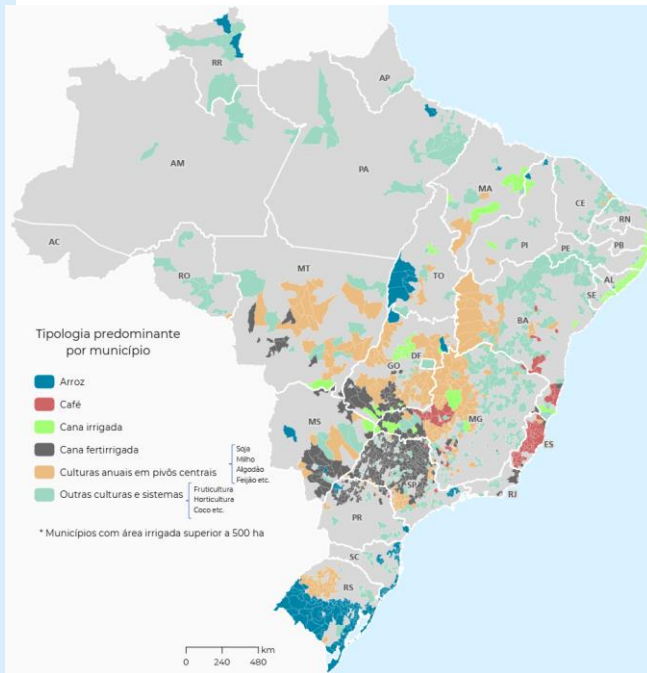 RR
AP
AM
PA
MA
CE
RN
PI
PE
PB
AC
AL
TO
SE
RO
MT
BA
DF
GO
MG
MS
ES
SP
RJ
PR
SC
RS
Tipologia predominante
por município
Arroz
Café
Cana irrigada
Cana fertirrigada
Culturas anuais em pivôs centrais
Soja
Milho
Algodão
Feijão etc.
Outras culturas e sistemas
Fruticultura
Horticultura
Coco etc.
* Municípios com área irrigada superior a 500 ha
km
0 240 480